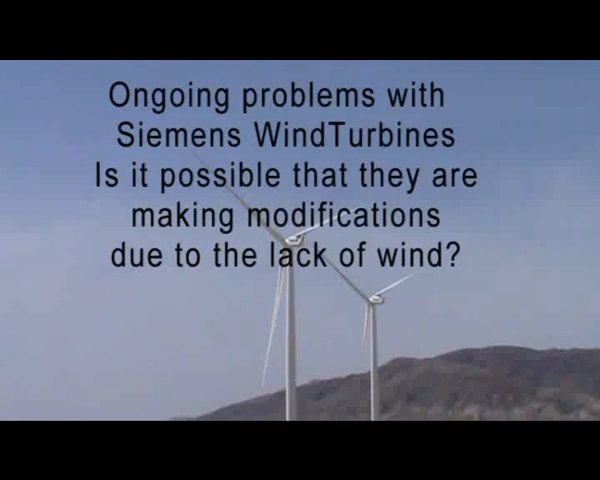 Ongoing problems with
Siemens WindTurbines
Is it possible that they are
making modifications
due to the lack of wind?